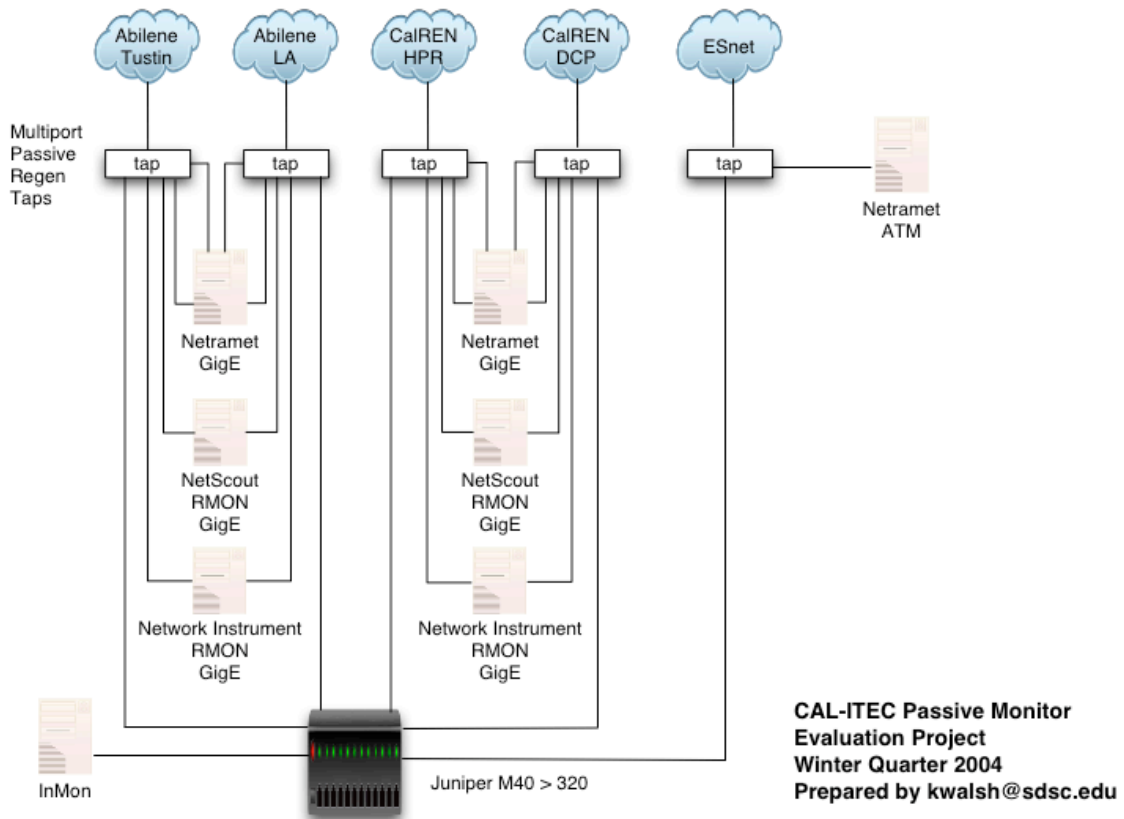 Abilene
Tustin
Abilene
LA
CalREN
HPR
CalREN
DCP
ESnet
Multiport
Passive
Regen
Taps
tap
tap
tap
tap
tap
Netramet
ATM
Netramet
GigE
Netramet
GigE
NetScout
RMON
GigE
NetScout
RMON
GigE
Network Instrument
RMON
GigE
Network Instrument
RMON
GigE
InMon
Juniper M40 > 320
CAL-ITEC Passive Monitor
Evaluation Project
Winter Quarter 2004
Prepared by kwalsh@sdsc.edu